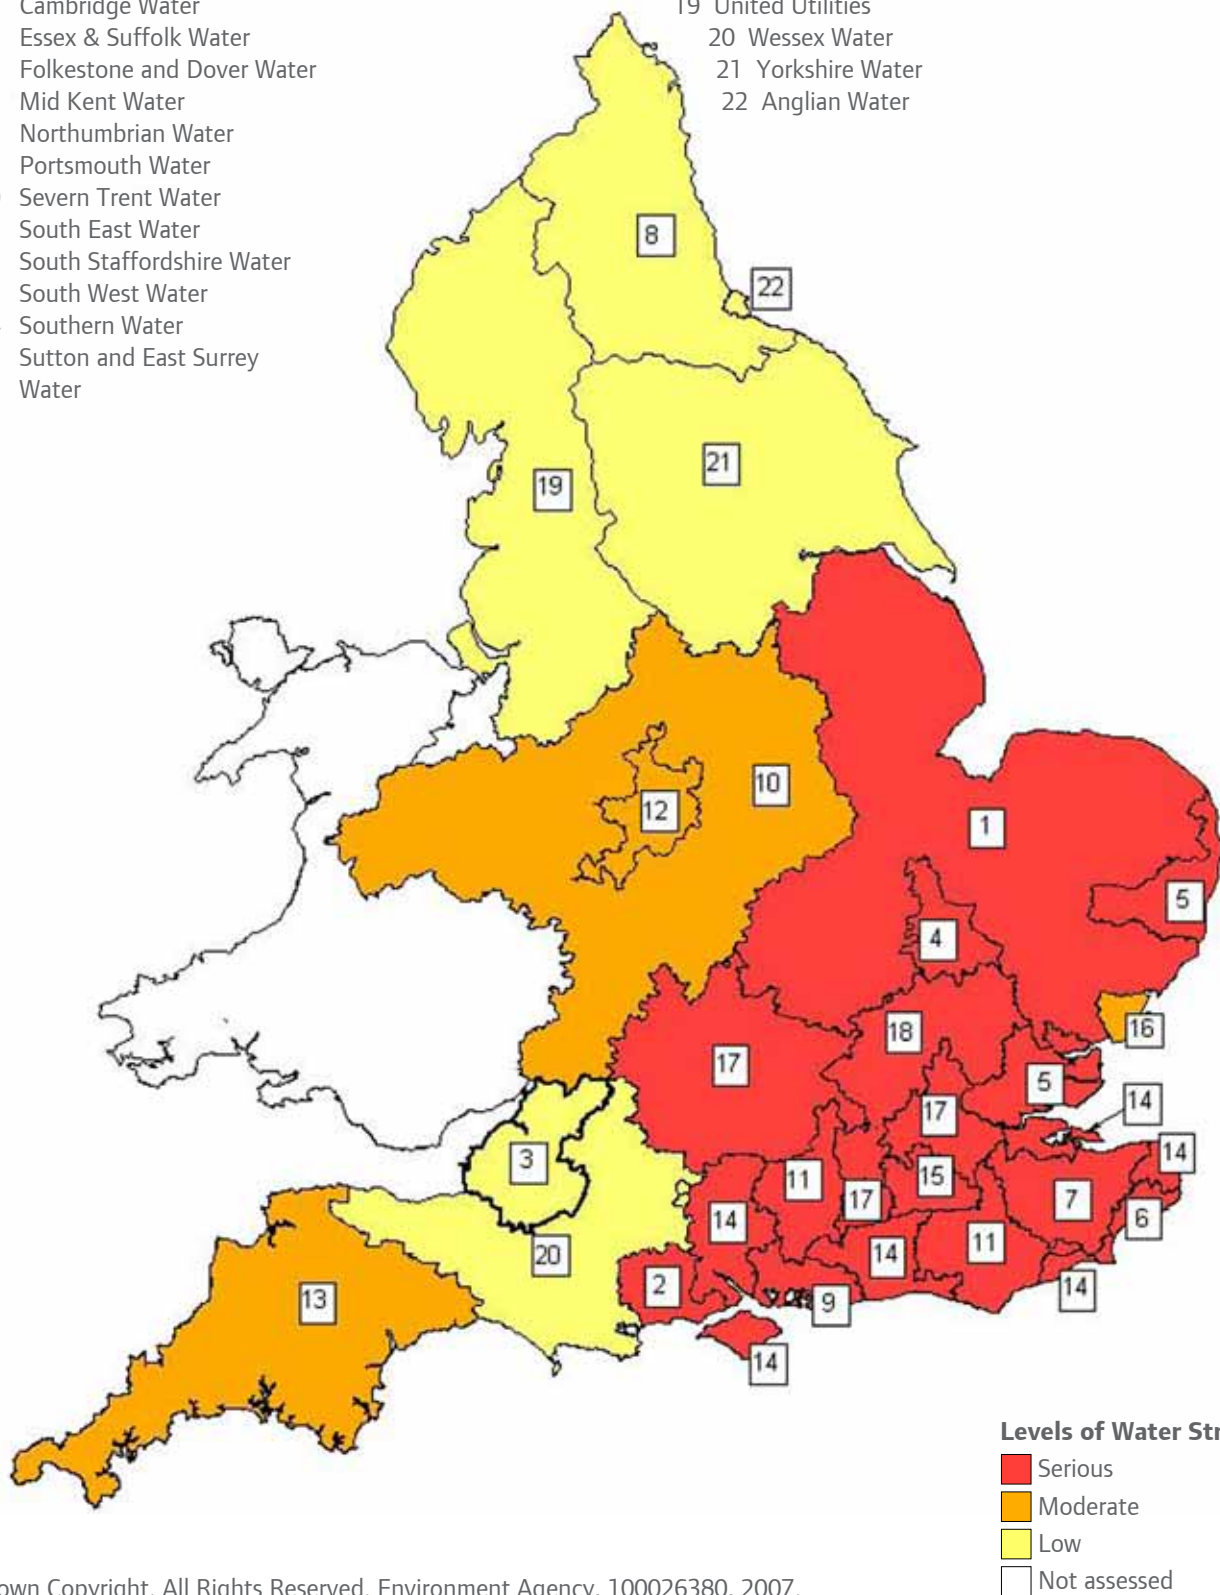 Cambridge Water
Essex & Suffolk Water
Folkestone and Dover Water
Mid Kent Water
Northumbrian Water
Portsmouth Water
Severn Trent Water
South East Water
South Staffordshire Water
South West Water
Southern Water
Sutton and East Surrey
Water
19 United Utilities
20 Wessex Water
21 Yorkshire Water
22 Anglian Water
8
22
21
19
10
12
1
5
4
16
18
17
5
14
17
3
14
11
15
7
17
6
14
20
14
11
2
14
13
9
14
Levels of Water
Serious
Moderate
Low
Not assessed
Copyright. All Rights Reserved. Environment Agency, 100026380, 2007.